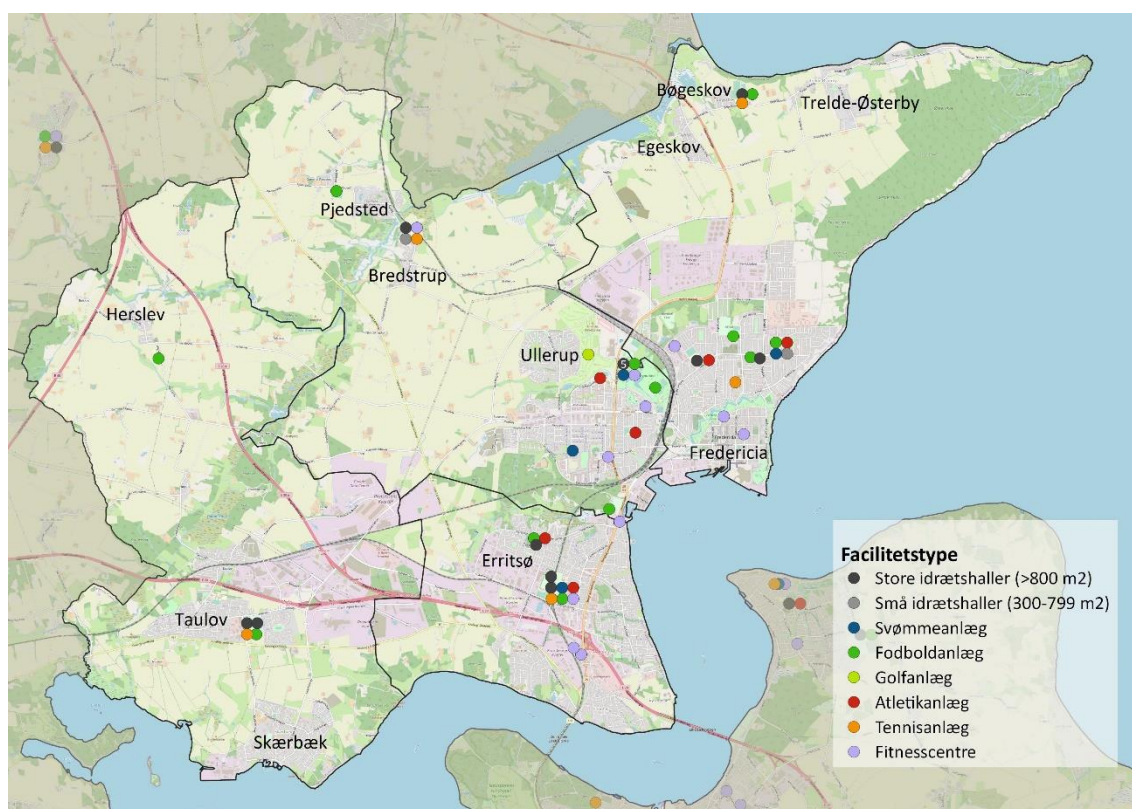 Bøgeskov
Trelde-Østerby
Egeskov
Pjedsted
Bredstrup
Herslev
Ullerup
5
Fredericia
Erritsø
Taulov
Skærbæk
Facilitetstype
Store idrætshaller (>800 m2)
Små idrætshaller (300-799 m2)
Svømmeanlæg
Fodboldanlæg
Golfanlæg
Atletikanlæg
Tennisanlæg
Fitnesscentre